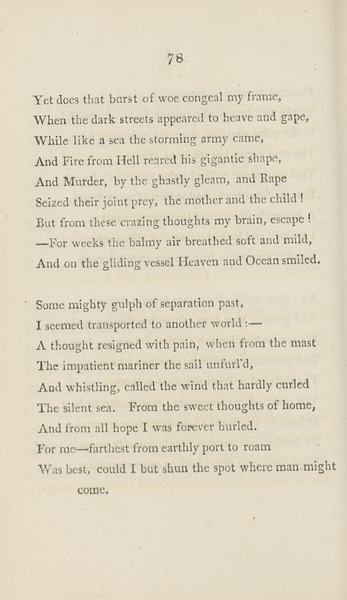 78
Yet does that burst of woe congeal my frame,
When the dark streets appeared to heave and gape,
While like a sea the storming army came,
And Fire from Hell reared his gigantic shape,
And Murder, by the ghastly gleam, and Rape
Seized their joint prey, the mother and the child!
But from these crazing thoughts my brain, escape!
—For weeks the balmy air breathed soft and mild,
And on the gliding vessel Heaven and Ocean smiled.
Some mighty gulph of separation past,
I seemed transported to another world:—
A thought resigned with pain, when from the mast
The impatient mariner the sail unfurl'd,
And whistling, called the wind that hardly curled
The silent sea. From the sweet thoughts of home,
And from all hope I was forever hurled.
For me—farthest from earthly port to roam
Was best, could I but shun the spot where man might
come.